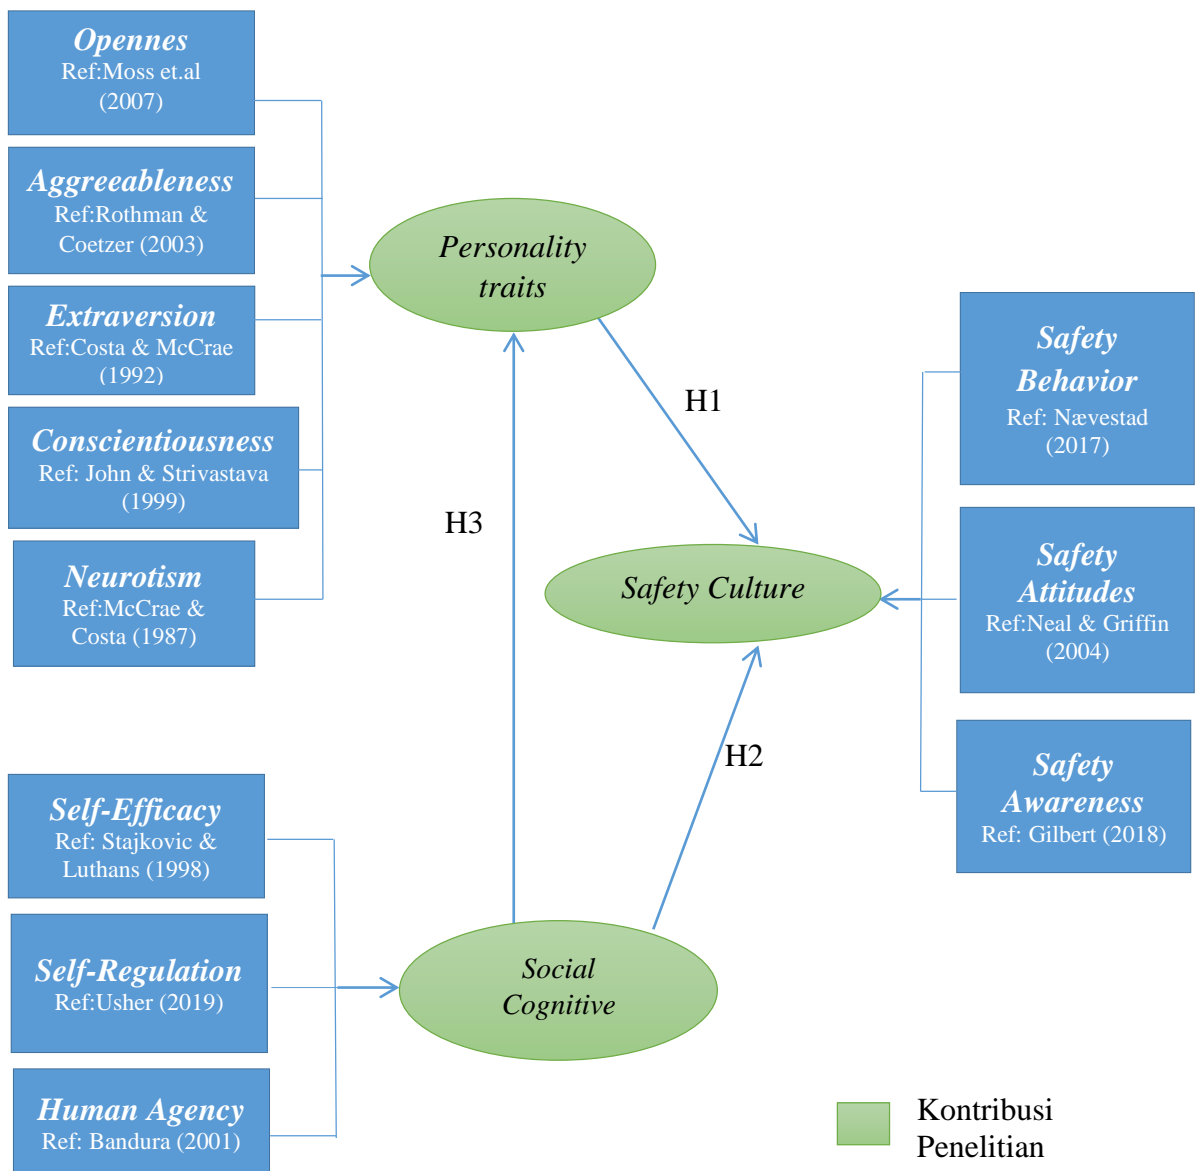 Opennes
Ref:Moss et.al
(2007)
Aggreeableness
Ref:Rothman &
Coetzer (2003)
Extraversion
Ref:Costa & McCrae
(1992)
Conscientiousness
Ref: John & Strivastava
(1999)
Neurotism
Ref:McCrae &
Costa (1987)
Personality
traits
H1
H3
Safety Culture
H2
Safety
Behavior
Ref: Nævestad
(2017)
Safety
Attitudes
Ref:Neal & Griffin
(2004)
Safety
Awareness
Ref: Gilbert (2018)
Self-Efficacy
Ref: Stajkovic &
Luthans (1998)
Self-Regulation
Ref:Usher (2019)
Human Agency
Ref: Bandura (2001)
Social
Cognitive
Kontribusi
Penelitian